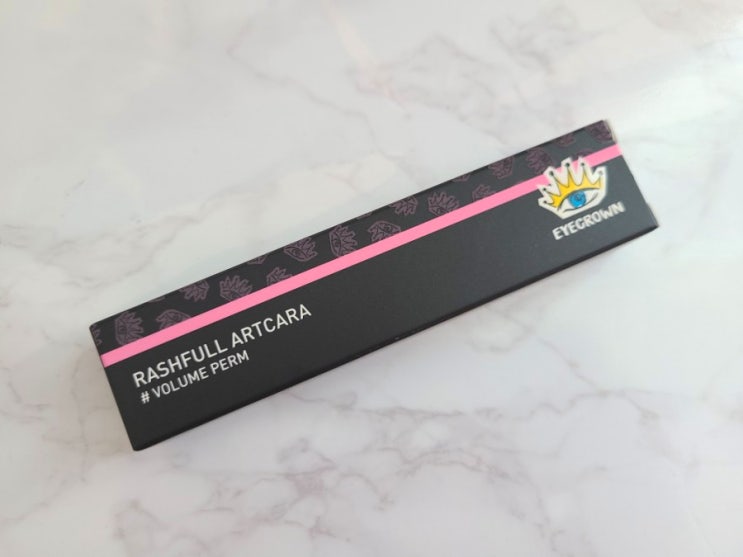 RASHFULL ARTCARA
# VOLUME PERM
EYECROWN